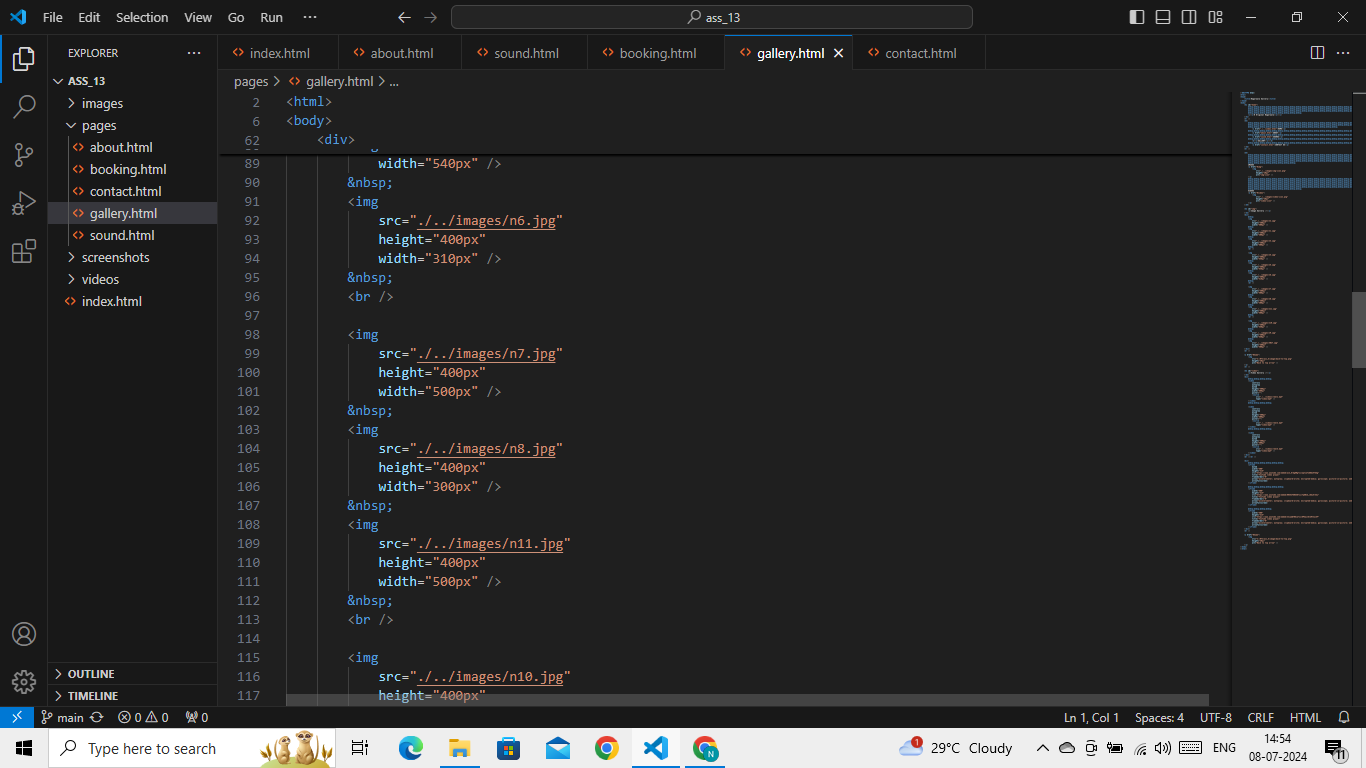 File Edit Selection View Go Run ···
ass_13
EXPLORER ···
ASS_13
images
pages
about.html
booking.html
contact.html
gallery.html
sound.html
screenshots
videos
index.html
OUTLINE
TIMELINE
index.html about.html sound.html booking.html gallery.html contact.html
pages > gallery.html > ...
2 <html>
6 <body>
62 <div>
89 width="540px" />
90 &nbsp;
91 <img
92 src="./../images/n6.jpg"
93 height="400px"
94 width="310px" />
95 &nbsp;
96 <br />
97
98 <img
99 src="./../images/n7.jpg"
100 height="400px"
101 width="500px" />
102 &nbsp;
103 <img
104 src="./../images/n8.jpg"
105 height="400px"
106 width="300px" />
107 &nbsp;
108 <img
109 src="./../images/n11.jpg"
110 height="400px"
111 width="500px" />
112 &nbsp;
113 <br />
114
115 <img
116 src="./../images/n10.jpg"
117 height="400px"
main 0 0 0 Ln 1, Col 1 Spaces: 4 UTF-8 CRLF HTML
Type here to search 1 29°C Cloudy ENG 14:54
08-07-2024 11